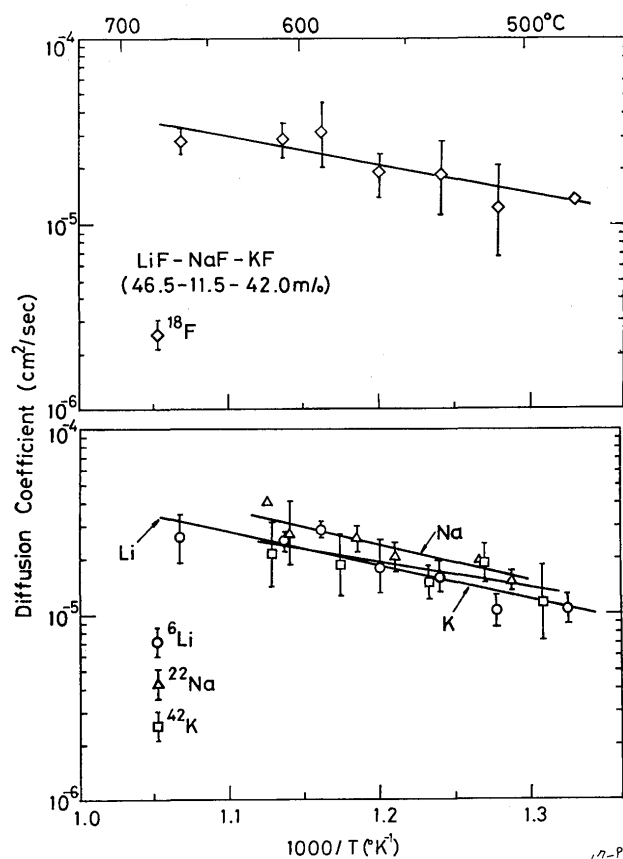 700 600 500°C
10⁻⁴
10⁻⁵
LiF-NaF-KF
(46.5-11.5-42.0m/o)
¹⁸F
10⁻⁶
Diffusion Coefficient (cm²/sec)
10⁻⁴
Na
Li
10⁻⁵
K
⁶Li
²²Na
⁴²K
10⁻⁶
1.0 1.1 1.2 1.3
1000/T(°K⁻¹)